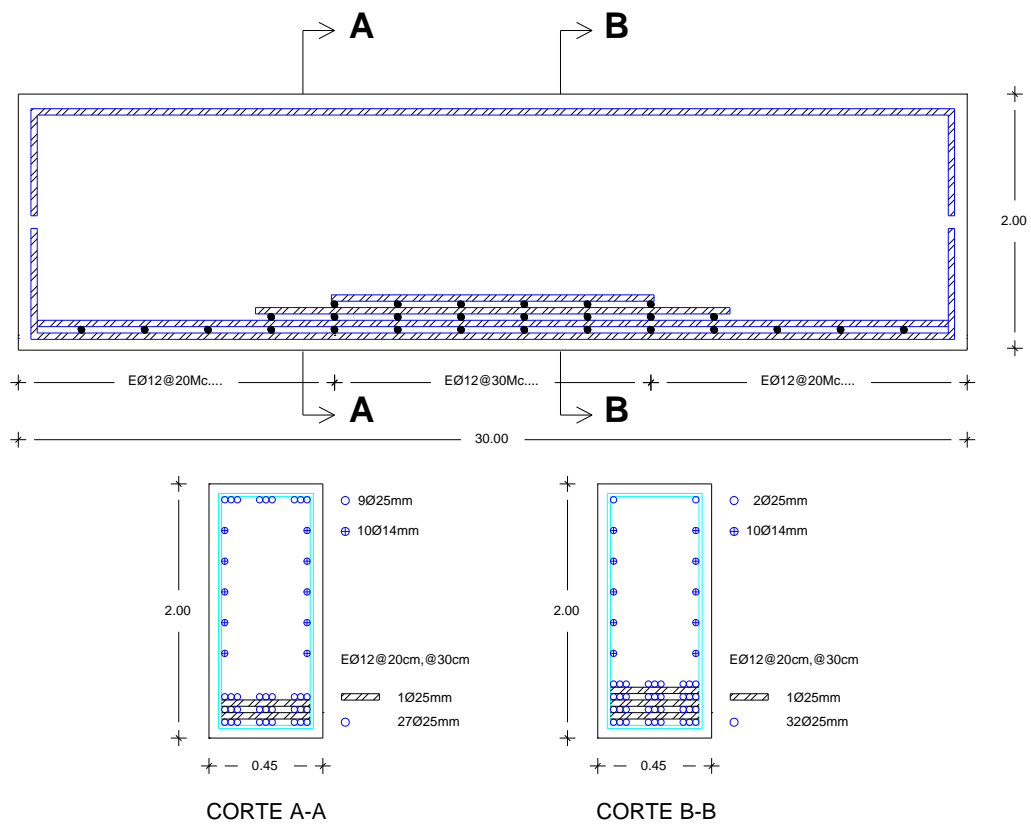 A
B
2.00
EØ12@20Mc....
EØ12@30Mc....
EØ12@20Mc....
A
B
30.00
9Ø25mm
10Ø14mm
2.00
EØ12@20cm,@30cm
1Ø25mm
27Ø25mm
0.45
CORTE A-A
2Ø25mm
10Ø14mm
2.00
EØ12@20cm,@30cm
1Ø25mm
32Ø25mm
0.45
CORTE B-B